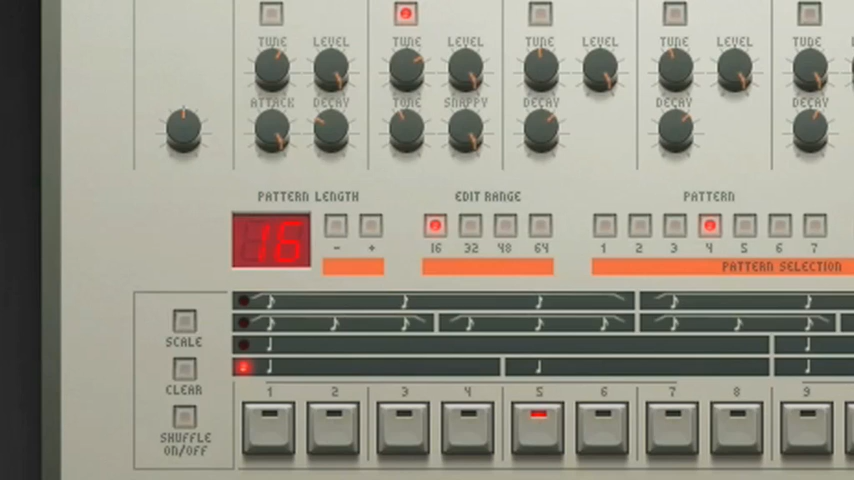 TUNE LEVEL TUNE LEVEL TUNE LEVEL TUNE LEVEL TUNE
ATTACK DECAY TONE SNAPPY DECAY DECAY DECAY
PATTERN LENGTH EDIT RANGE PATTERN
16
- + 16 32 48 64 1 2 3 4 5 6 7
PATTERN SELECTION
SCALE
CLEAR
1 2 3 4 5 6 7 8 9
SHUFFLE
ON/OFF